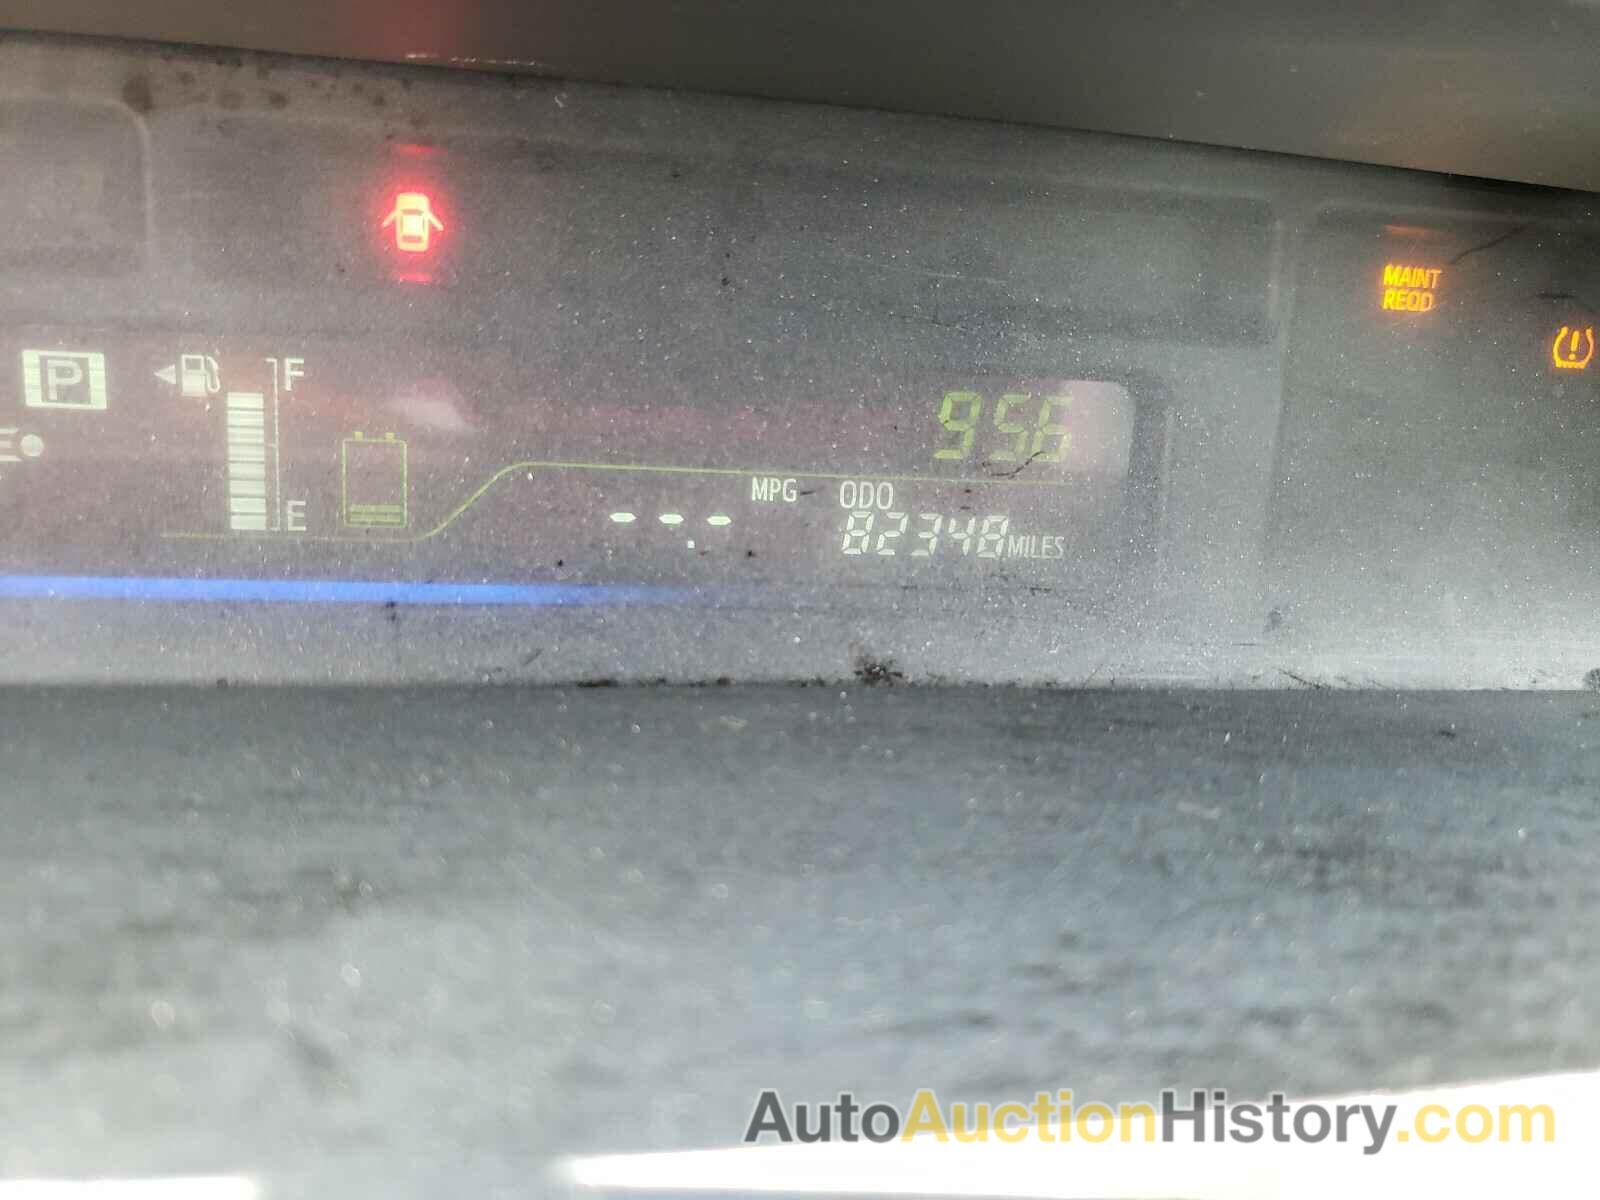 MAINT
REQD
P
F
956
E
MPG
ODO
82348 MILES
--.-
AutoAuctionHistory.com